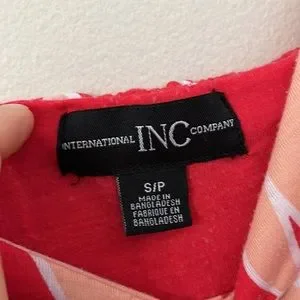 INTERNATIONAL INC COMPANY
S/P
MADE IN
BANGLADESH
FABRIQUE EN
BANGLADESH